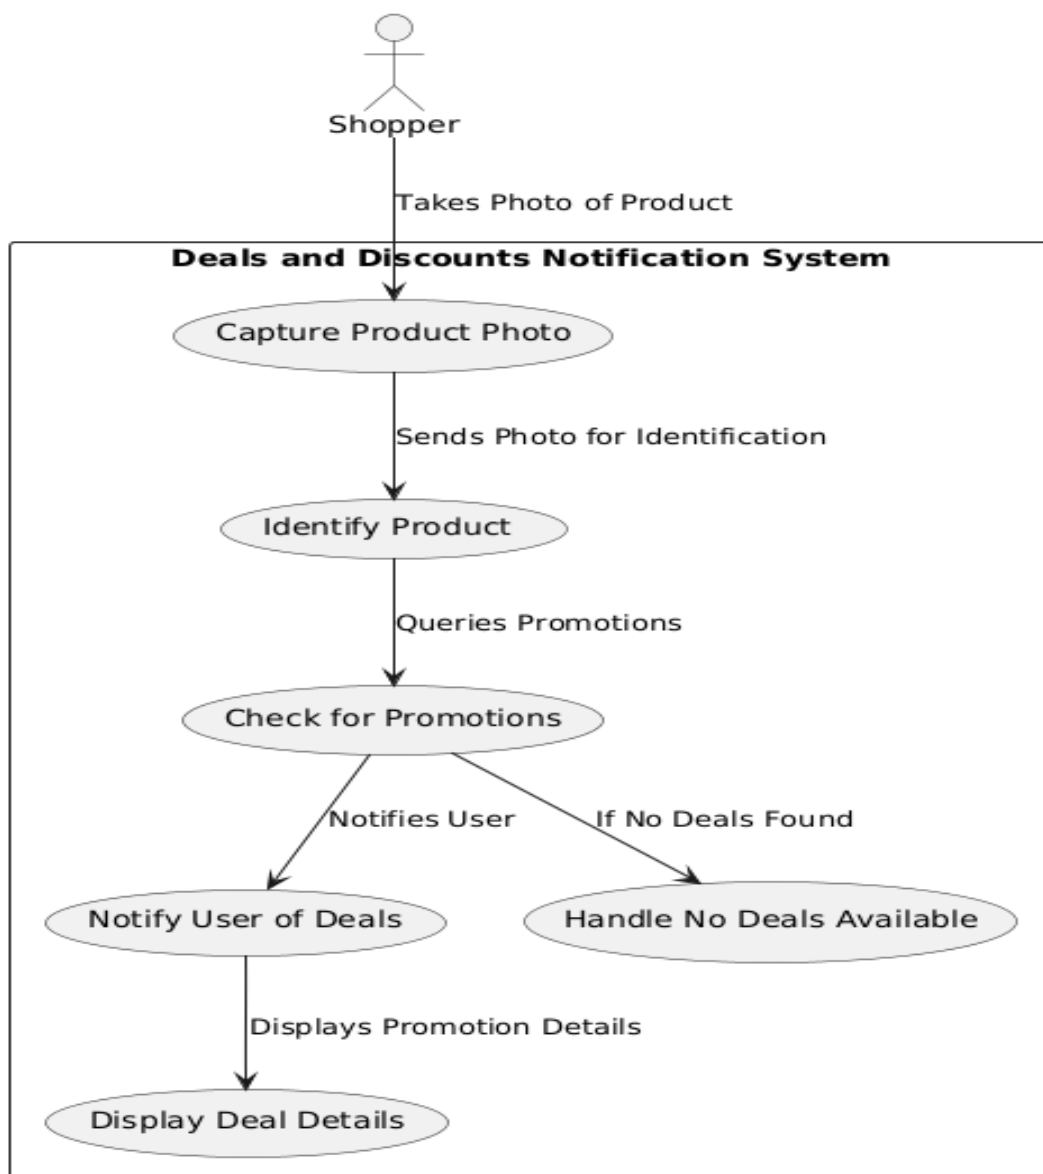 Shopper
Takes Photo of Product
Deals and Discounts Notification System
Capture Product Photo
Sends Photo for Identification
Identify Product
Queries Promotions
Check for Promotions
Notifies User
If No Deals Found
Notify User of Deals
Handle No Deals Available
Displays Promotion Details
Display Deal Details